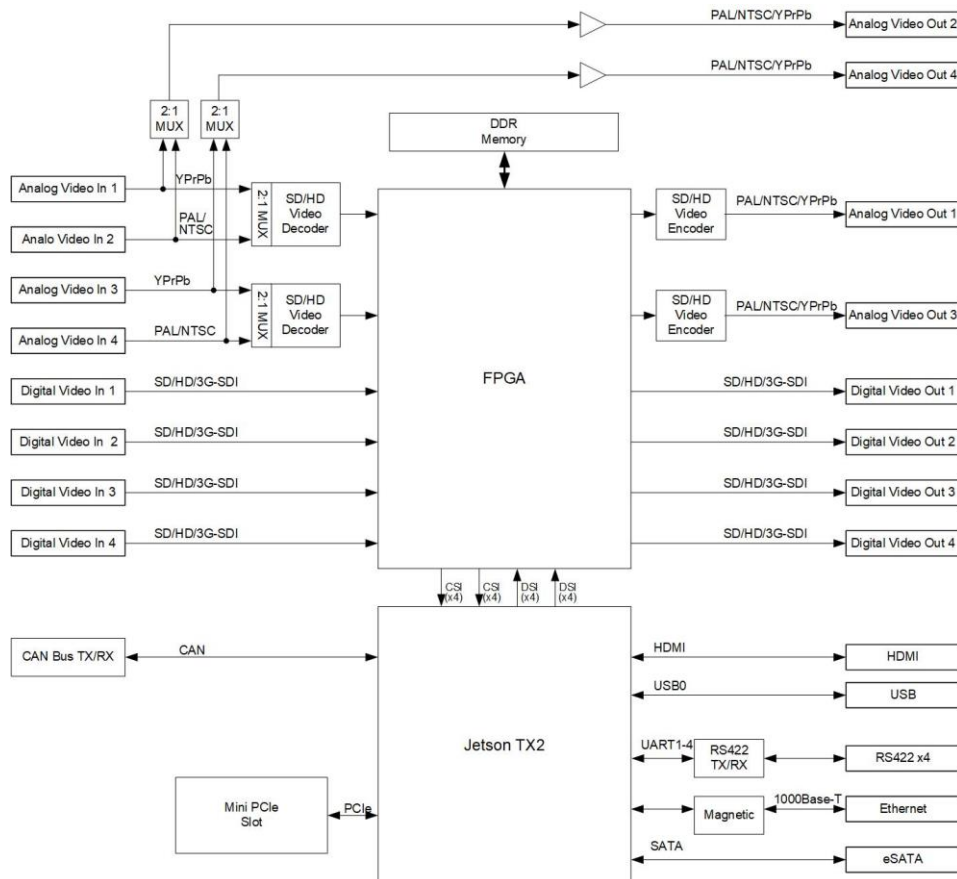 PAL/NTSC/YPrPb
Analog Video Out 2
PAL/NTSC/YPrPb
Analog Video Out 4
2:1
MUX
2:1
MUX
DDR
Memory
Analog Video In 1
YPrPb
2:1 MUX
SD/HD
Video
Decoder
SD/HD
Video
Encoder
PAL/NTSC/YPrPb
Analog Video Out 1
PAL/
NTSC
Analo Video In 2
Analog Video In 3
YPrPb
2:1 MUX
SD/HD
Video
Decoder
SD/HD
Video
Encoder
PAL/NTSC/YPrPb
Analog Video Out 3
Analog Video In 4
PAL/NTSC
FPGA
Digital Video In 1
SD/HD/3G-SDI
SD/HD/3G-SDI
Digital Video Out 1
Digital Video In 2
SD/HD/3G-SDI
SD/HD/3G-SDI
Digital Video Out 2
Digital Video In 3
SD/HD/3G-SDI
SD/HD/3G-SDI
Digital Video Out 3
Digital Video In 4
SD/HD/3G-SDI
SD/HD/3G-SDI
Digital Video Out 4
CSI
(x4)
CSI
(x4)
DSI
(x4)
DSI
(x4)
CAN Bus TX/RX
CAN
HDMI
HDMI
USB0
USB
Jetson TX2
UART1-4
RS422
TX/RX
RS422 x4
Mini PCIe
Slot
PCIe
Magnetic
1000Base-T
Ethernet
SATA
eSATA